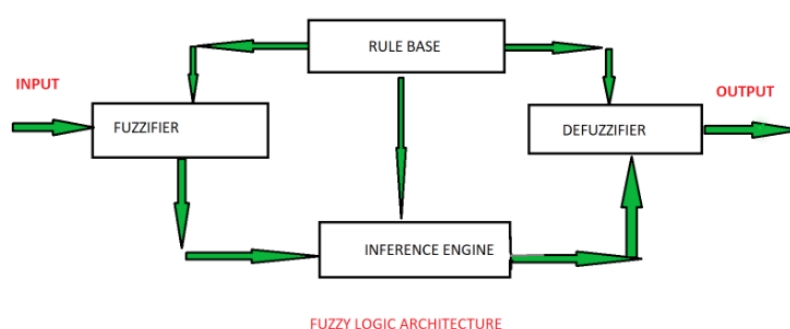 RULE BASE
INPUT
OUTPUT
FUZZIFIER
DEFUZZIFIER
INFERENCE ENGINE
FUZZY LOGIC ARCHITECTURE